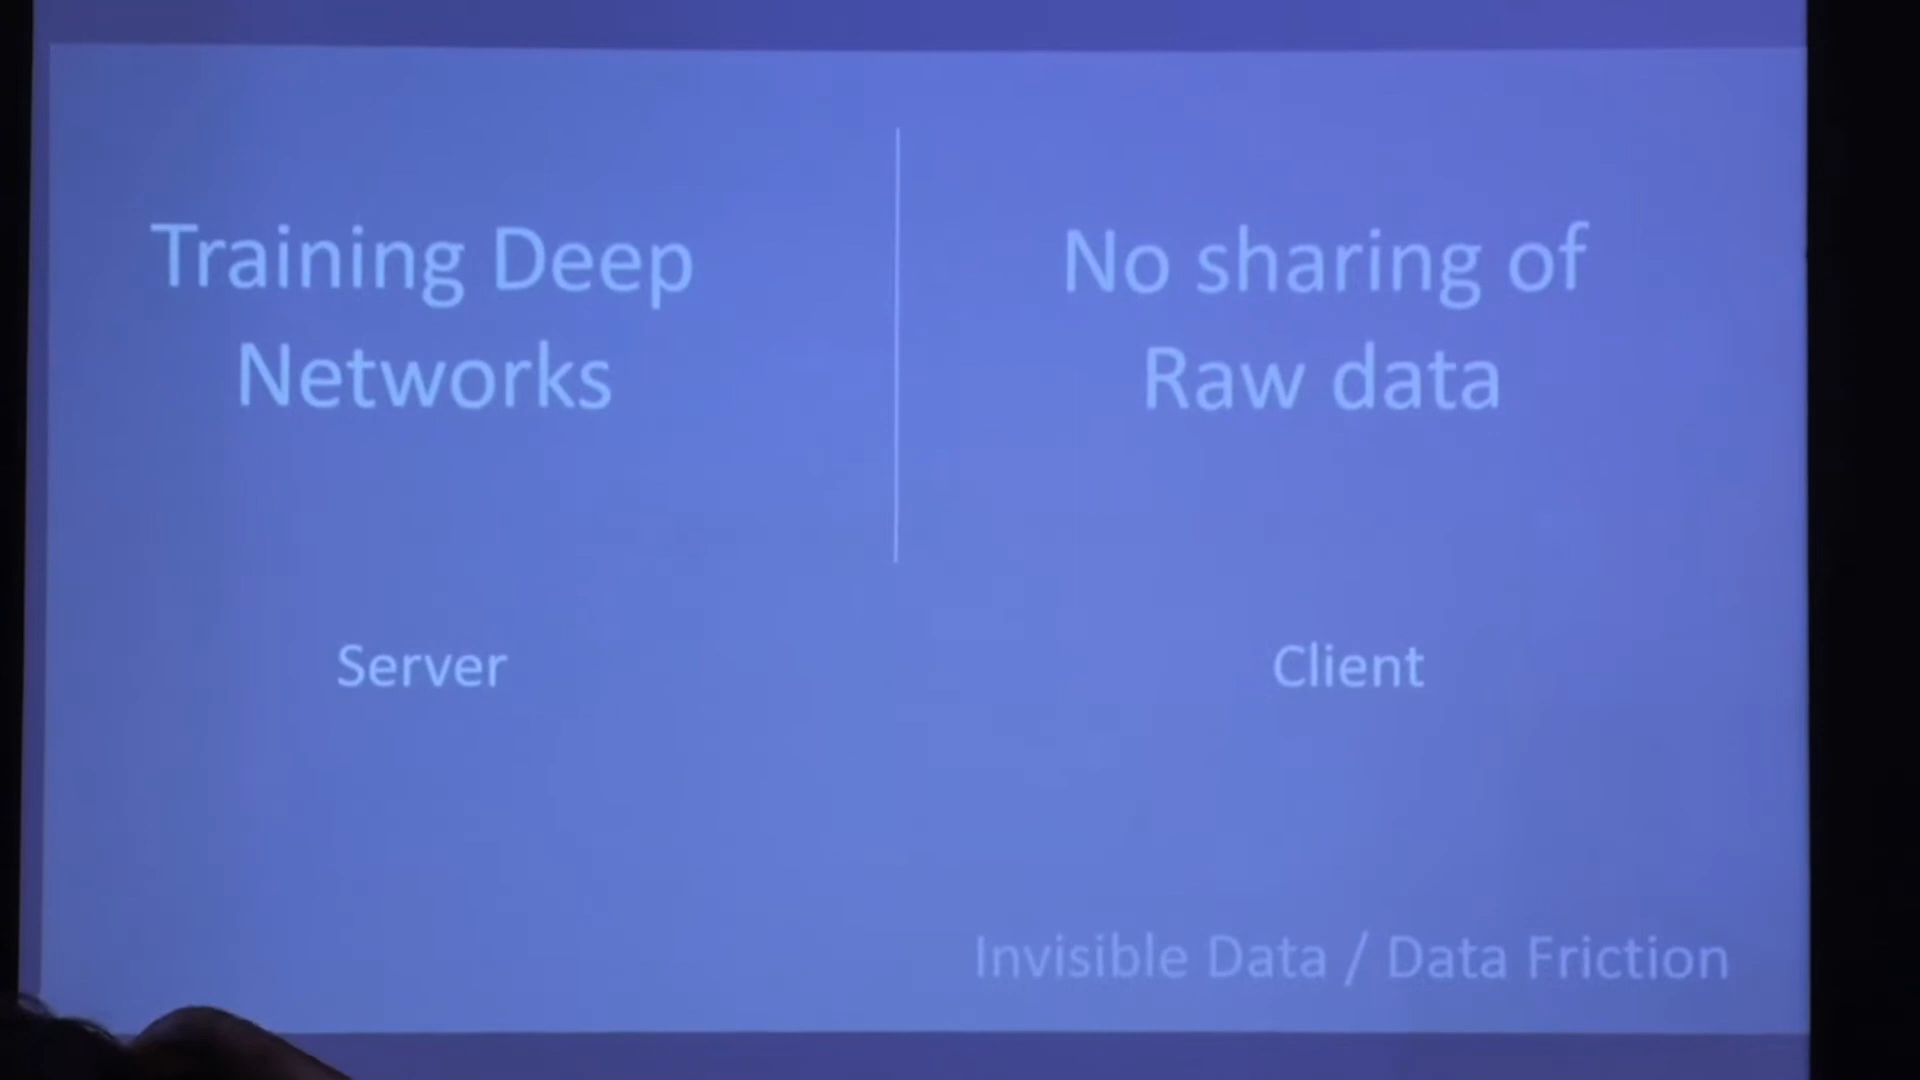 Training Deep
Networks
No sharing of
Raw data
Server
Client
Invisible Data / Data Friction